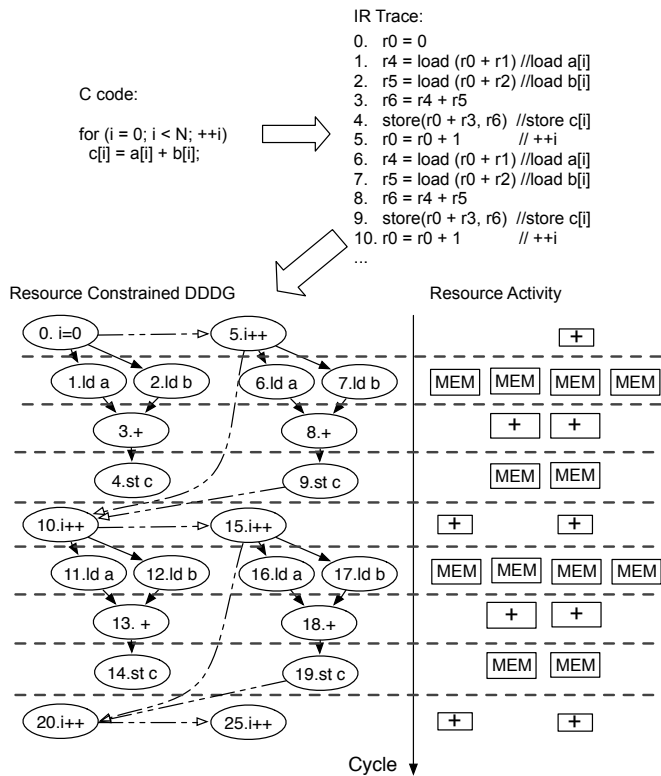 IR Trace:
0. r0 = 0
1. r4 = load (r0 + r1) //load a[i]
2. r5 = load (r0 + r2) //load b[i]
3. r6 = r4 + r5
4. store(r0 + r3, r6) //store c[i]
5. r0 = r0 + 1 // ++i
6. r4 = load (r0 + r1) //load a[i]
7. r5 = load (r0 + r2) //load b[i]
8. r6 = r4 + r5
9. store(r0 + r3, r6) //store c[i]
10. r0 = r0 + 1 // ++i
...
C code:
for (i = 0; i < N; ++i)
c[i] = a[i] + b[i];
Resource Constrained DDDG
Resource Activity
0. i=0 5.i++ +
1.ld a 2.ld b 6.ld a 7.ld b MEM MEM MEM MEM
3.+ 8.+ + +
4.st c 9.st c MEM MEM
10.i++ 15.i++ + +
11.ld a 12.ld b 16.ld a 17.ld b MEM MEM MEM MEM
13. + 18.+ + +
14.st c 19.st c MEM MEM
20.i++ 25.i++ + +
Cycle